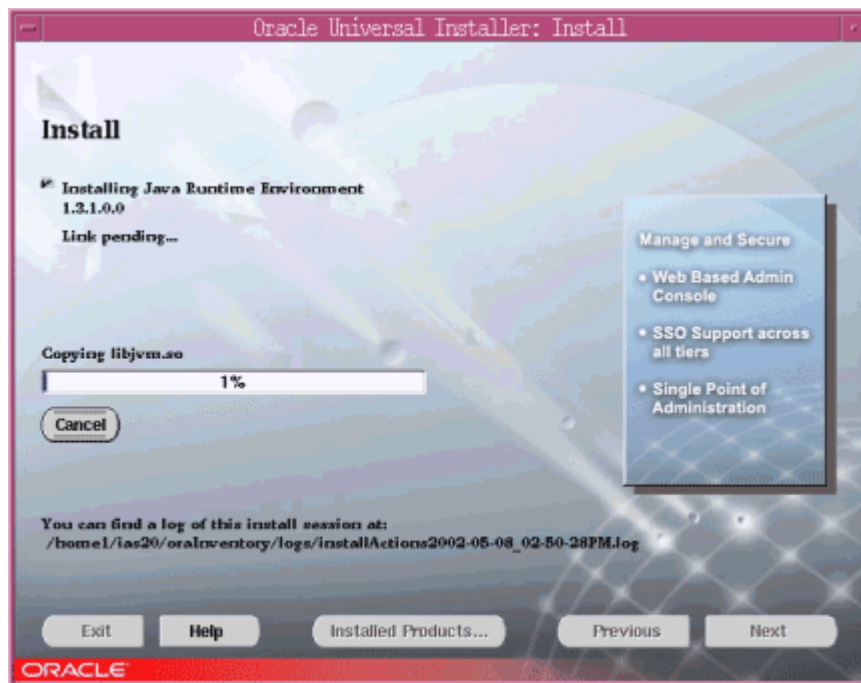 Oracle Universal Installer: Install
Install
Installing Java Runtime Environment
1.3.1.0.0
Link pending...
Manage and Secure
• Web Based Admin
Console
• SSO Support across
all tiers
• Single Point of
Administration
Copying libjvm.so
1%
Cancel
You can find a log of this install session at:
/home1/ias20/oraInventory/logs/installActions2002-05-08_02-50-28PM.log
Exit
Help
Installed Products...
Previous
Next
ORACLE